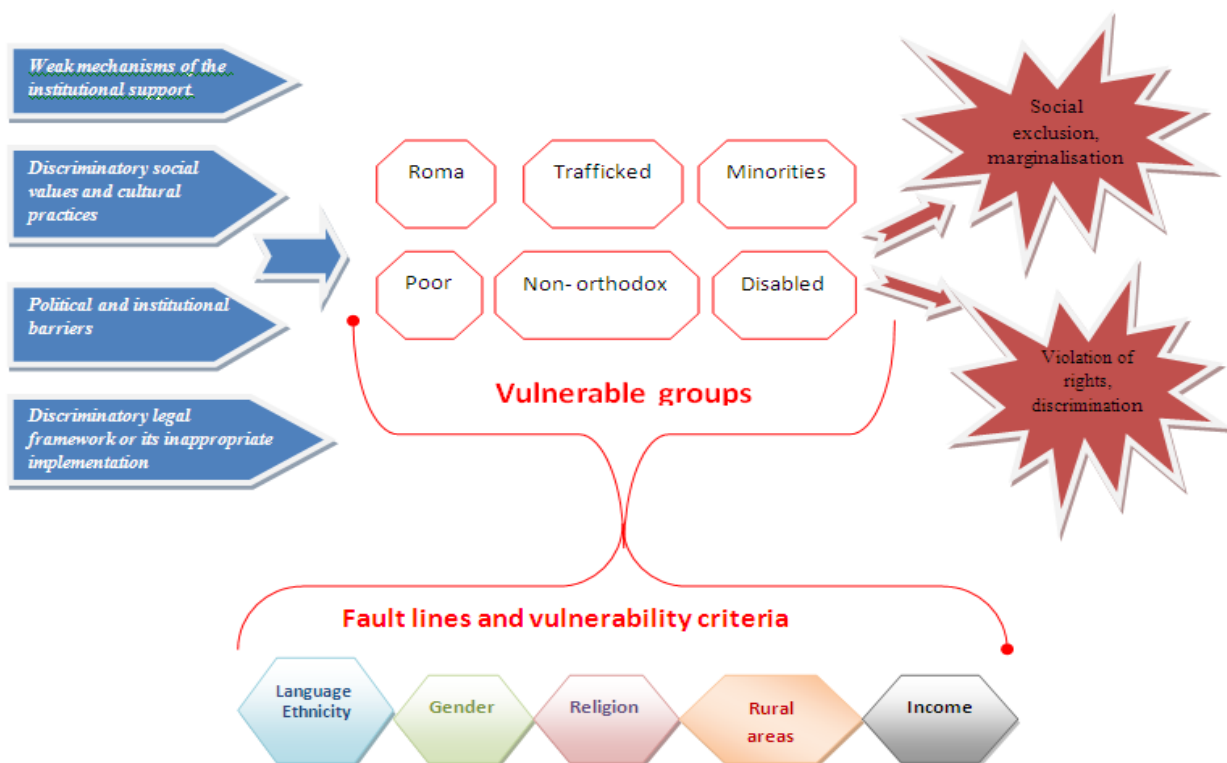 Weak mechanisms of the
institutional support.
Discriminatory social
values and cultural
practices
Political and institutional
barriers
Discriminatory legal
framework or its inappropriate
implementation
Roma
Trafficked
Minorities
Poor
Non- orthodox
Disabled
Vulnerable groups
Social
exclusion,
marginalisation
Violation of
rights,
discrimination
Fault lines and vulnerability criteria
Language
Ethnicity
Gender
Religion
Rural
areas
Income